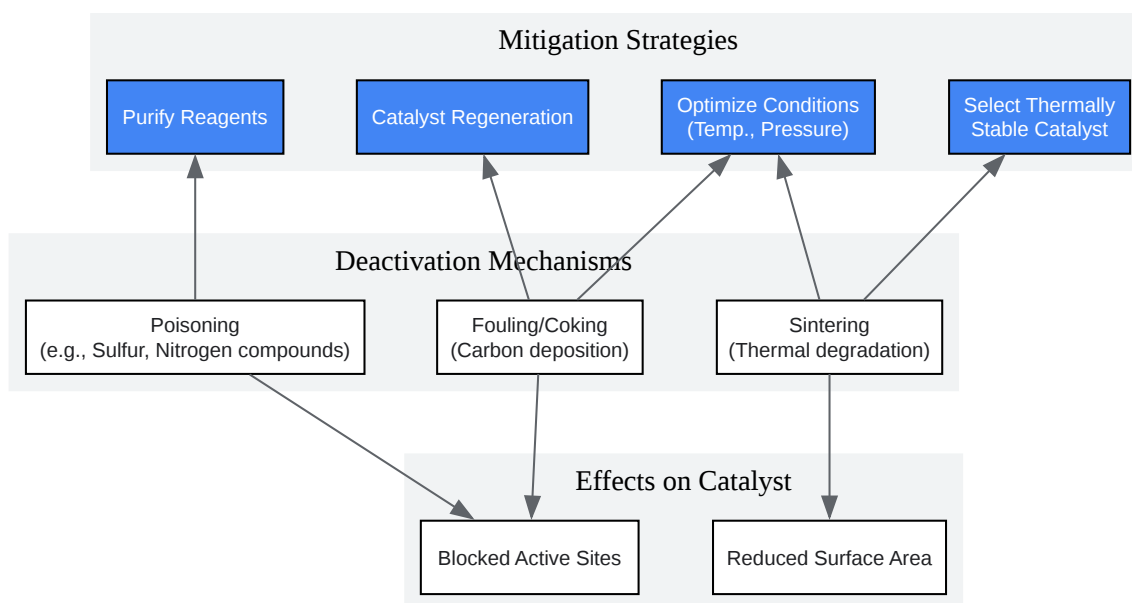 Mitigation Strategies
Purify Reagents
Catalyst Regeneration
Optimize Conditions
(Temp., Pressure)
Select Thermally
Stable Catalyst
Deactivation Mechanisms
Poisoning
(e.g., Sulfur, Nitrogen compounds)
Fouling/Coking
(Carbon deposition)
Sintering
(Thermal degradation)
Effects on Catalyst
Blocked Active Sites
Reduced Surface Area